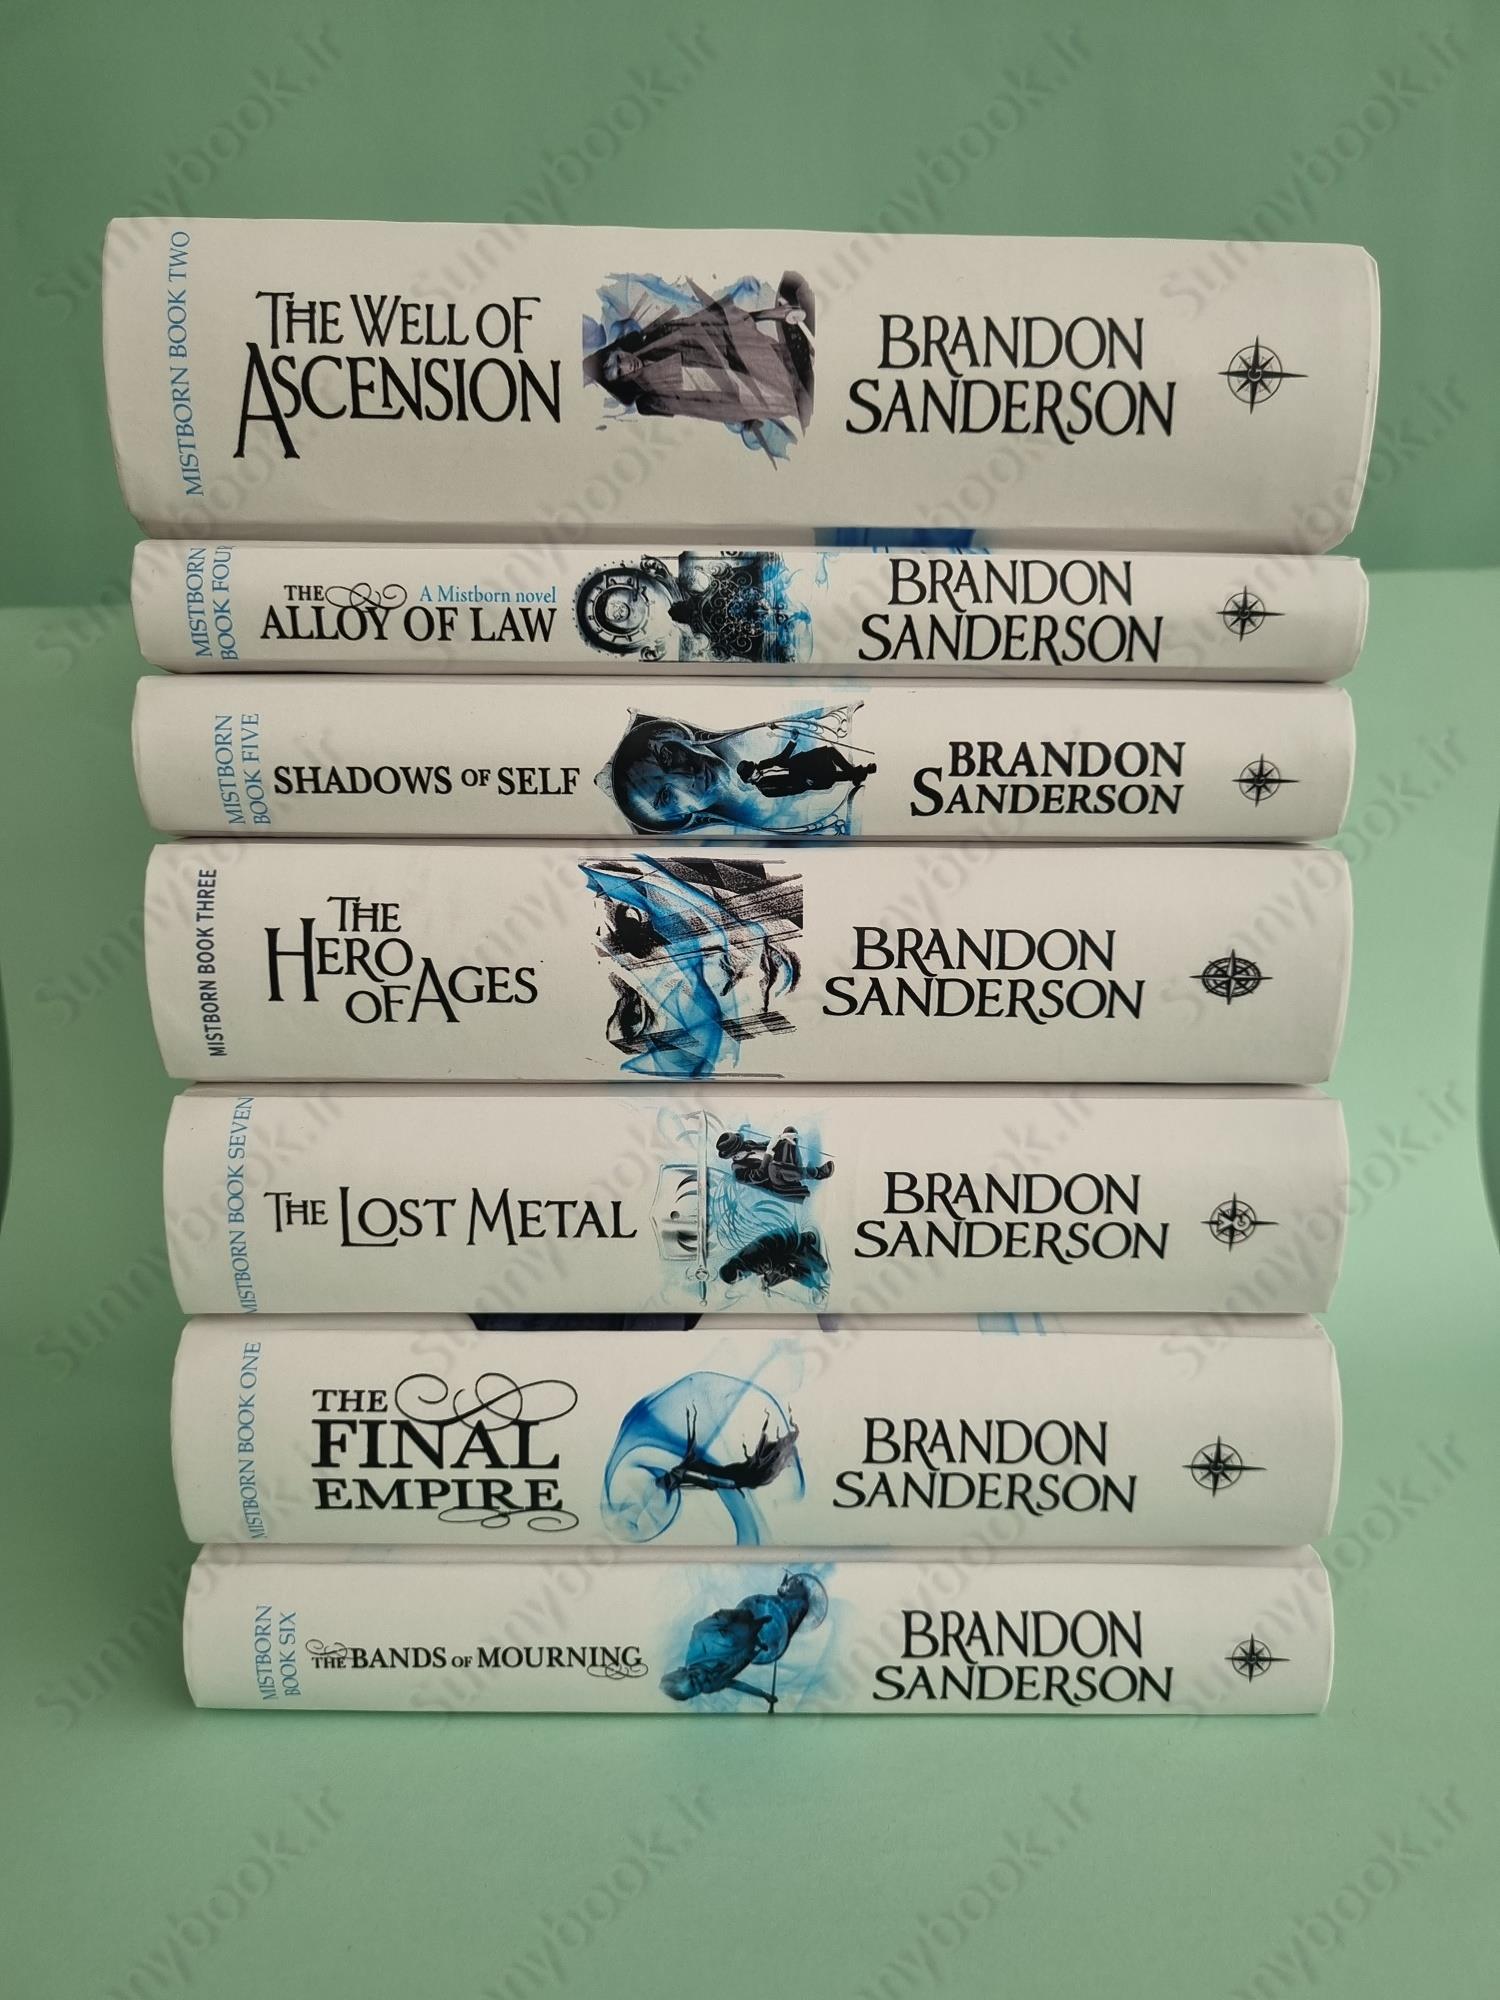 MISTBORN BOOK TWO
THE WELL OF
ASCENSION
BRANDON
SANDERSON
MISTBORN
BOOK FOUR
THE
A Mistborn novel
ALLOY OF LAW
BRANDON
SANDERSON
MISTBORN
BOOK FIVE
SHADOWS OF SELF
BRANDON
SANDERSON
MISTBORN BOOK THREE
THE
HERO
OF AGES
BRANDON
SANDERSON
MISTBORN BOOK SEVEN
THE LOST METAL
BRANDON
SANDERSON
MISTBORN BOOK ONE
THE
FINAL
EMPIRE
BRANDON
SANDERSON
MISTBORN
BOOK SIX
THE BANDS OF MOURNING
BRANDON
SANDERSON
Sunnybook.ir